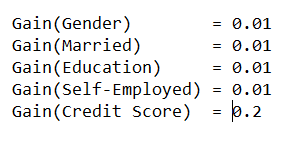 Gain(Gender)        = 0.01
Gain(Married)       = 0.01
Gain(Education)     = 0.01
Gain(Self-Employed) = 0.01
Gain(Credit Score)  = 0.2